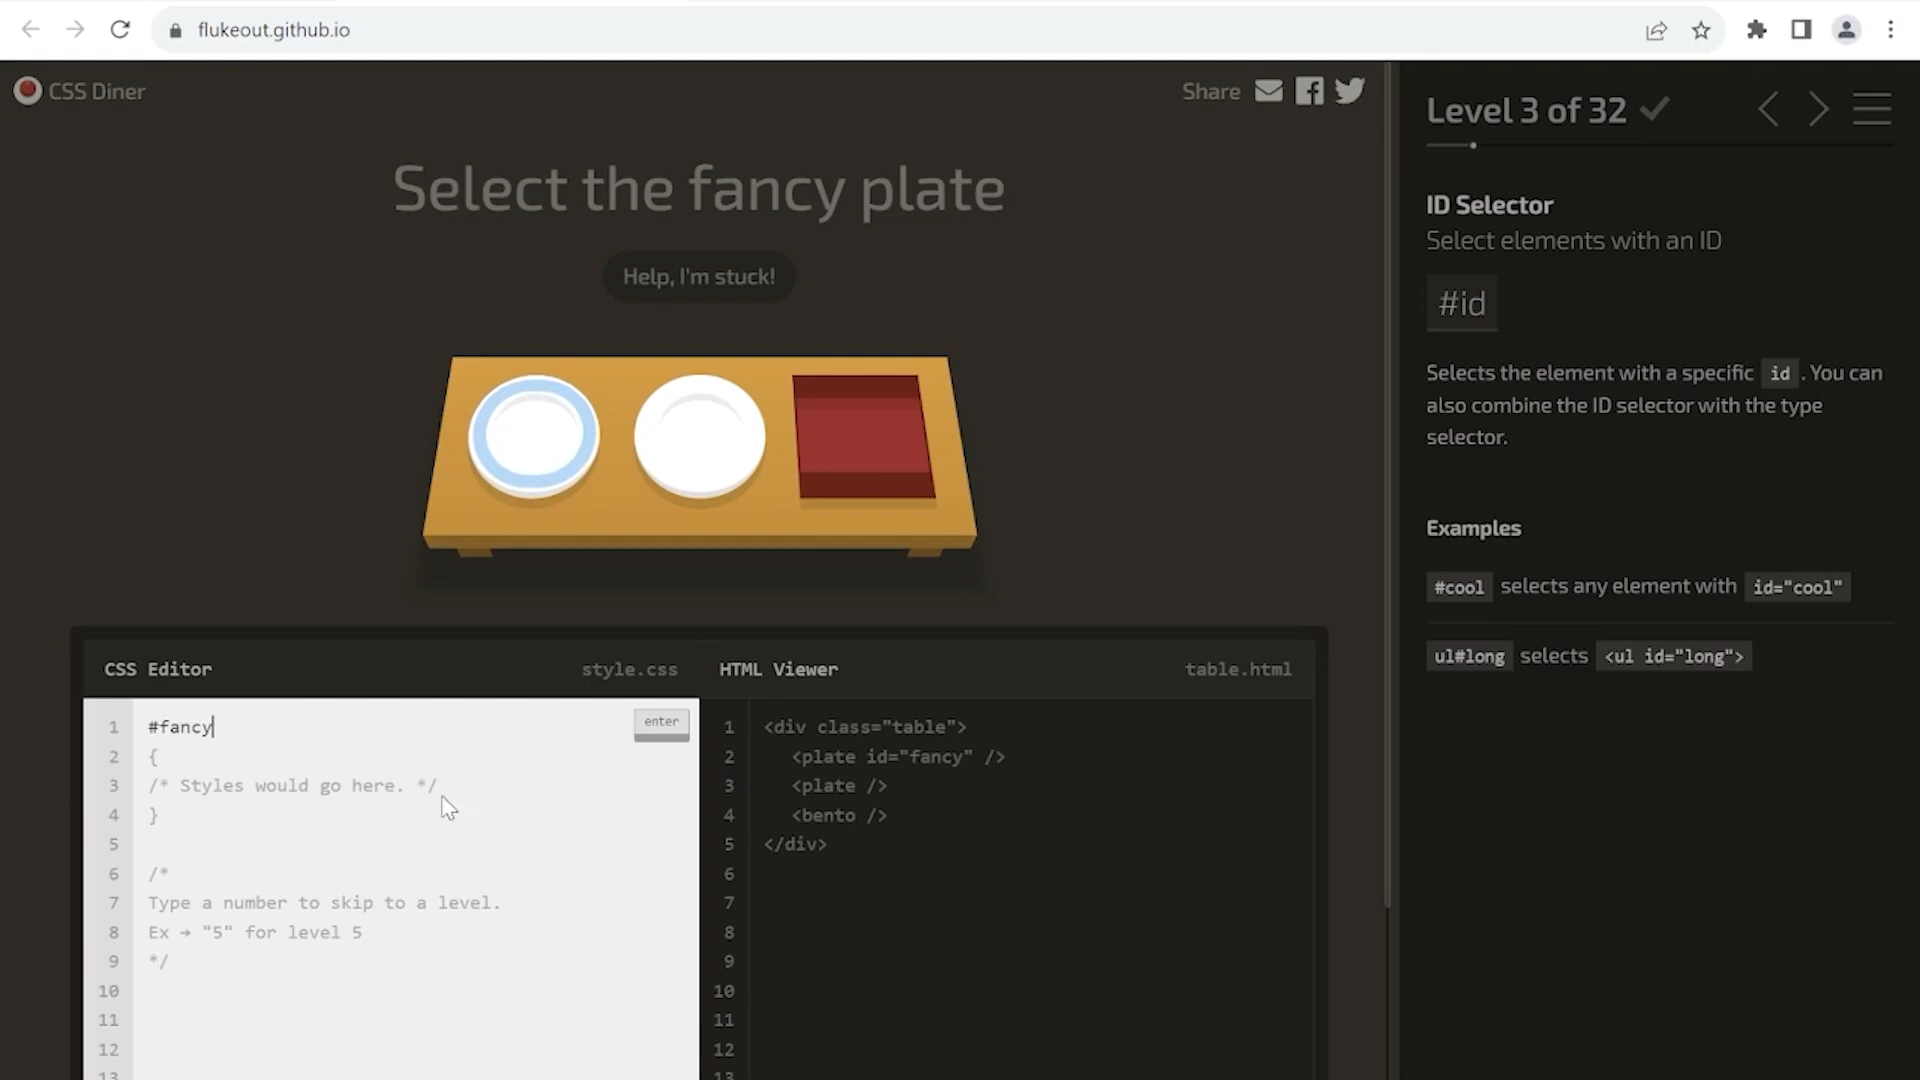 flukeout.github.io
CSS Diner
Share
Select the fancy plate
Help, I'm stuck!
CSS Editor
style.css
HTML Viewer
table.html
1
#fancy
enter
2
{
3
/* Styles would go here. */
4
}
5
6
/*
7
Type a number to skip to a level.
8
Ex → "5" for level 5
9
*/
10
11
12
13
1
<div class="table">
2
<plate id="fancy" />
3
<plate />
4
<bento />
5
</div>
6
7
8
9
10
11
12
13
Level 3 of 32
ID Selector
Select elements with an ID
#id
Selects the element with a specific id . You can
also combine the ID selector with the type
selector.
Examples
#cool selects any element with id="cool"
ul#long selects <ul id="long">